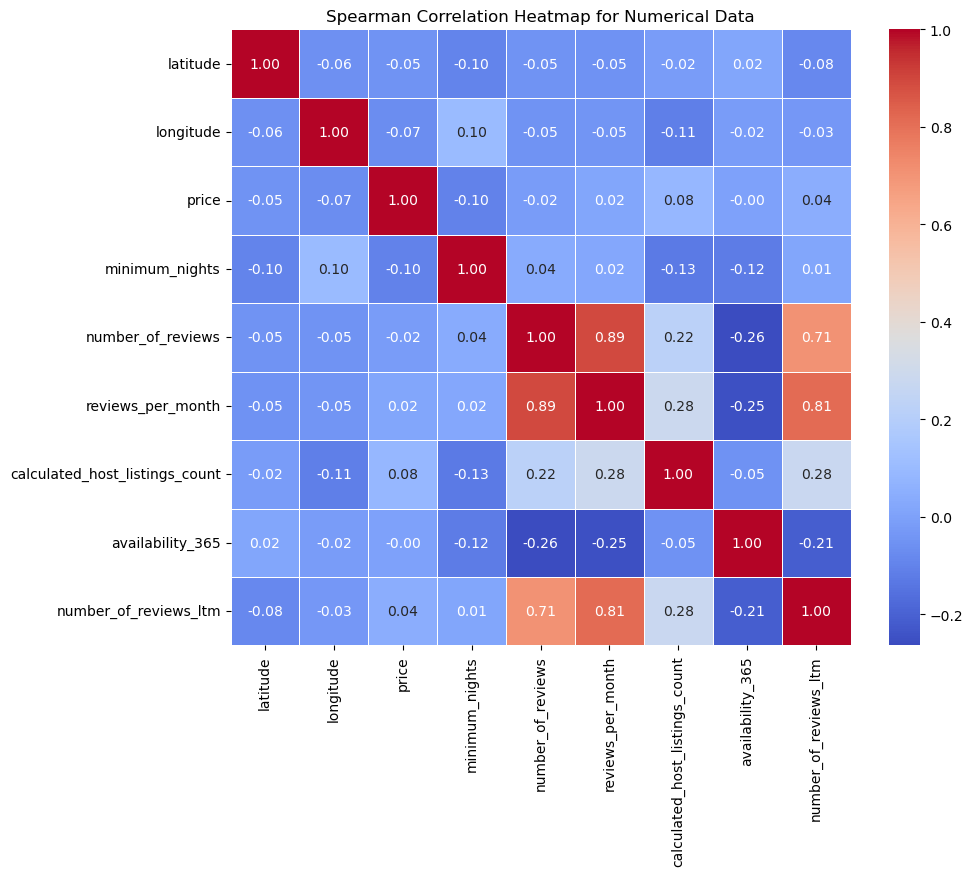 Spearman Correlation Heatmap for Numerical Data
latitude 1.00 -0.06 -0.05 -0.10 -0.05 -0.05 -0.02 0.02 -0.08
longitude -0.06 1.00 -0.07 0.10 -0.05 -0.05 -0.11 -0.02 -0.03
price -0.05 -0.07 1.00 -0.10 -0.02 0.02 0.08 -0.00 0.04
minimum_nights -0.10 0.10 -0.10 1.00 0.04 0.02 -0.13 -0.12 0.01
number_of_reviews -0.05 -0.05 -0.02 0.04 1.00 0.89 0.22 -0.26 0.71
reviews_per_month -0.05 -0.05 0.02 0.02 0.89 1.00 0.28 -0.25 0.81
calculated_host_listings_count -0.02 -0.11 0.08 -0.13 0.22 0.28 1.00 -0.05 0.28
availability_365 0.02 -0.02 -0.00 -0.12 -0.26 -0.25 -0.05 1.00 -0.21
number_of_reviews_ltm -0.08 -0.03 0.04 0.01 0.71 0.81 0.28 -0.21 1.00
latitude
longitude
price
minimum_nights
number_of_reviews
reviews_per_month
calculated_host_listings_count
availability_365
number_of_reviews_ltm
1.0
0.8
0.6
0.4
0.2
0.0
−0.2